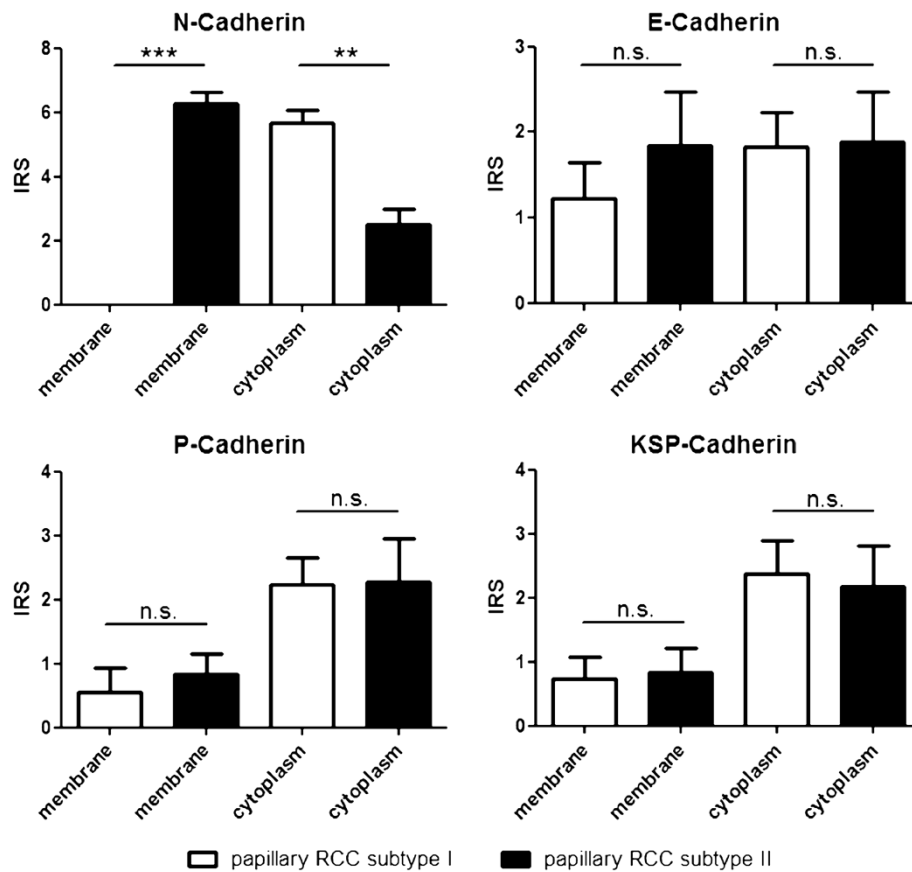 N-Cadherin
IRS
8
6
4
2
0
***
**
membrane
membrane
cytoplasm
cytoplasm
E-Cadherin
IRS
3
2
1
0
n.s.
n.s.
membrane
membrane
cytoplasm
cytoplasm
P-Cadherin
IRS
4
3
2
1
0
n.s.
n.s.
membrane
membrane
cytoplasm
cytoplasm
KSP-Cadherin
IRS
4
3
2
1
0
n.s.
n.s.
membrane
membrane
cytoplasm
cytoplasm
papillary RCC subtype I
papillary RCC subtype II